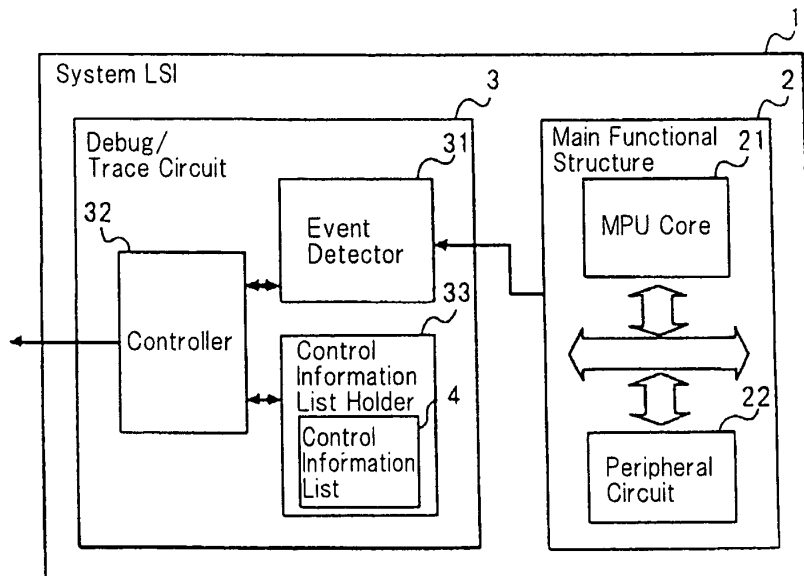 1
System LSI
3
Debug/
Trace Circuit
31
Event
Detector
32
Controller
33
Control
Information
List Holder
4
Control
Information
List
2
Main Functional
Structure
21
MPU Core
22
Peripheral
Circuit